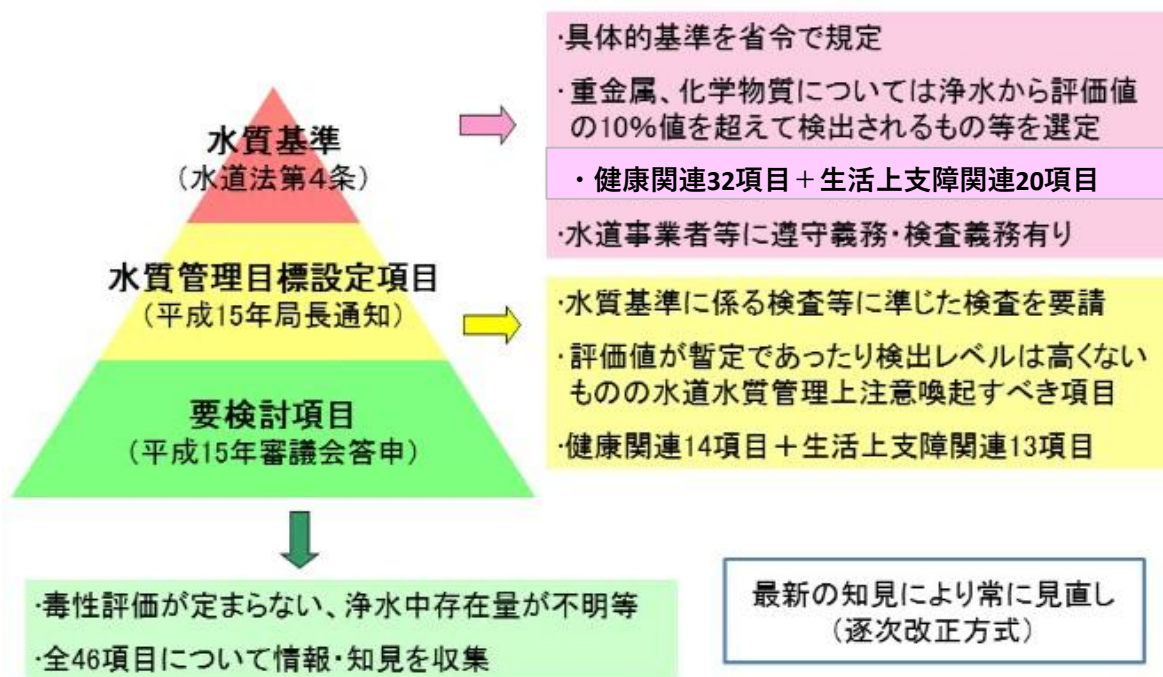 水質基準
（水道法第４条）
水質管理目標設定項目
（平成15年局長通知）
要検討項目
（平成15年審議会答申）
･具体的基準を省令で規定
･重金属、化学物質については浄水から評価値
の10％値を超えて検出されるもの等を選定
・健康関連32項目＋生活上支障関連20項目
･水道事業者等に遵守義務・検査義務有り
･水質基準に係る検査等に準じた検査を要請
･評価値が暫定であったり検出レベルは高くない
ものの水道水質管理上注意喚起すべき項目
･健康関連14項目＋生活上支障関連13項目
･毒性評価が定まらない、浄水中存在量が不明等
･全46項目について情報・知見を収集
最新の知見により常に見直し
（逐次改正方式）